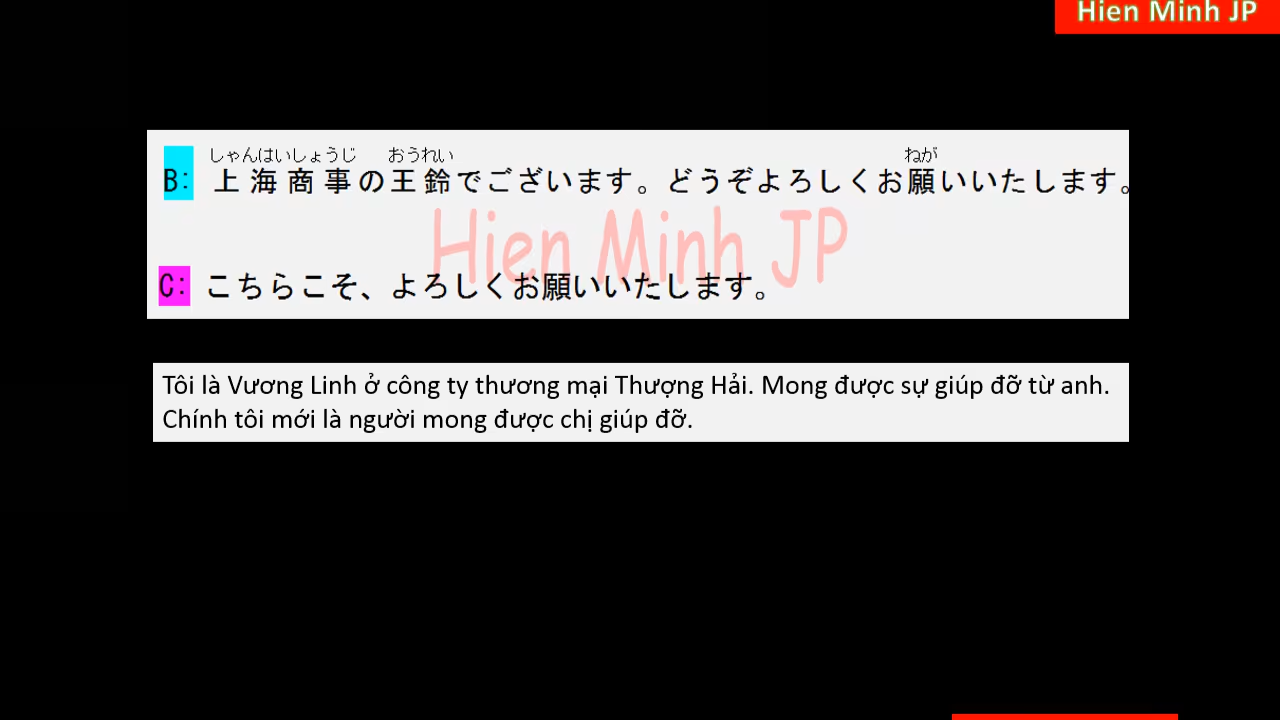 Hien Minh JP
しゃんはいしょうじ おうれい ねが
B: 上海商事の王鈴でございます。どうぞよろしくお願いいたします。
Hien Minh JP
C: こちらこそ、よろしくお願いいたします。
Tôi là Vương Linh ở công ty thương mại Thượng Hải. Mong được sự giúp đỡ từ anh.
Chính tôi mới là người mong được chị giúp đỡ.